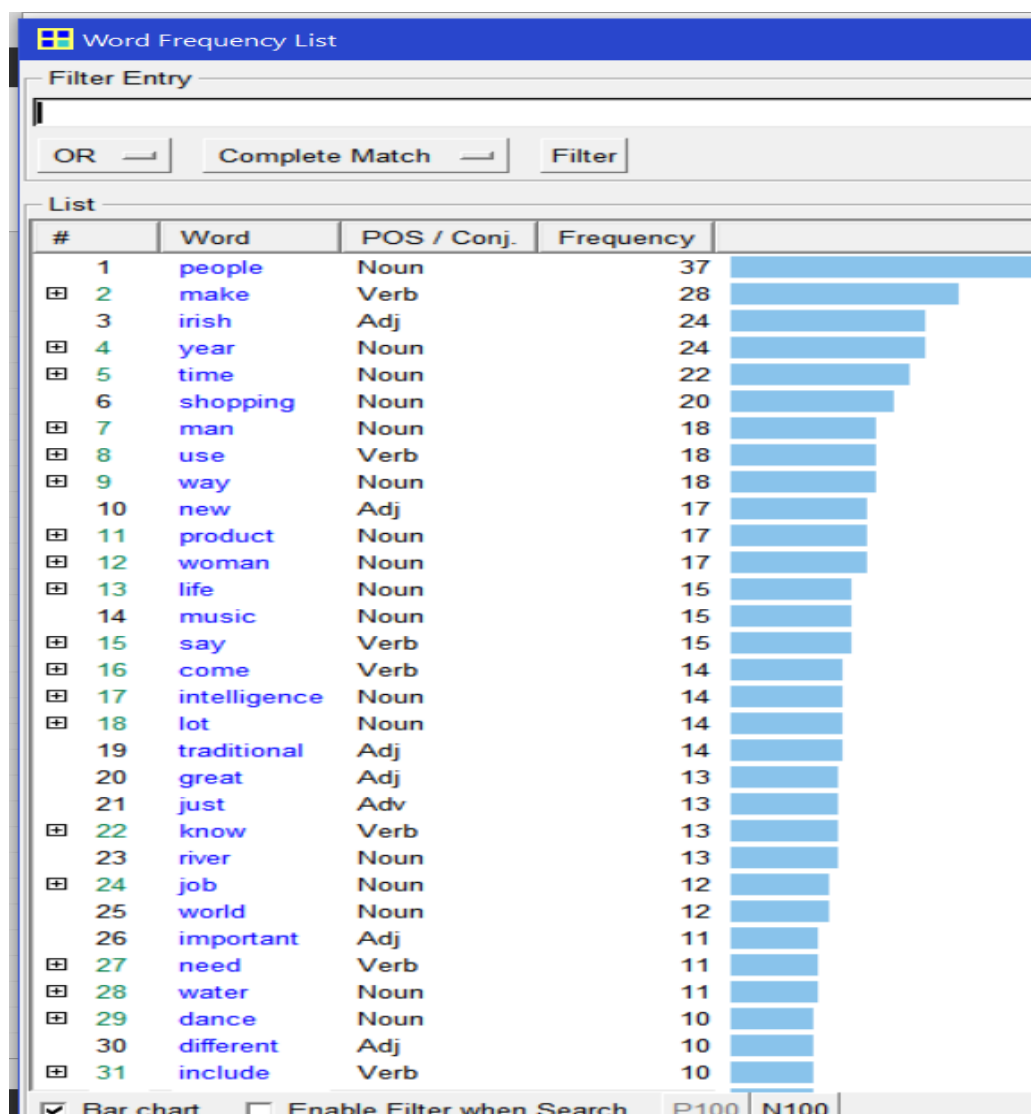 Word Frequency List
Filter Entry
OR Complete Match Filter
List
# Word POS / Conj. Frequency
1 people Noun 37
2 make Verb 28
3 irish Adj 24
4 year Noun 24
5 time Noun 22
6 shopping Noun 20
7 man Noun 18
8 use Verb 18
9 way Noun 18
10 new Adj 17
11 product Noun 17
12 woman Noun 17
13 life Noun 15
14 music Noun 15
15 say Verb 15
16 come Verb 14
17 intelligence Noun 14
18 lot Noun 14
19 traditional Adj 14
20 great Adj 13
21 just Adv 13
22 know Verb 13
23 river Noun 13
24 job Noun 12
25 world Noun 12
26 important Adj 11
27 need Verb 11
28 water Noun 11
29 dance Noun 10
30 different Adj 10
31 include Verb 10
Bar chart Enable Filter when Search P100 N100